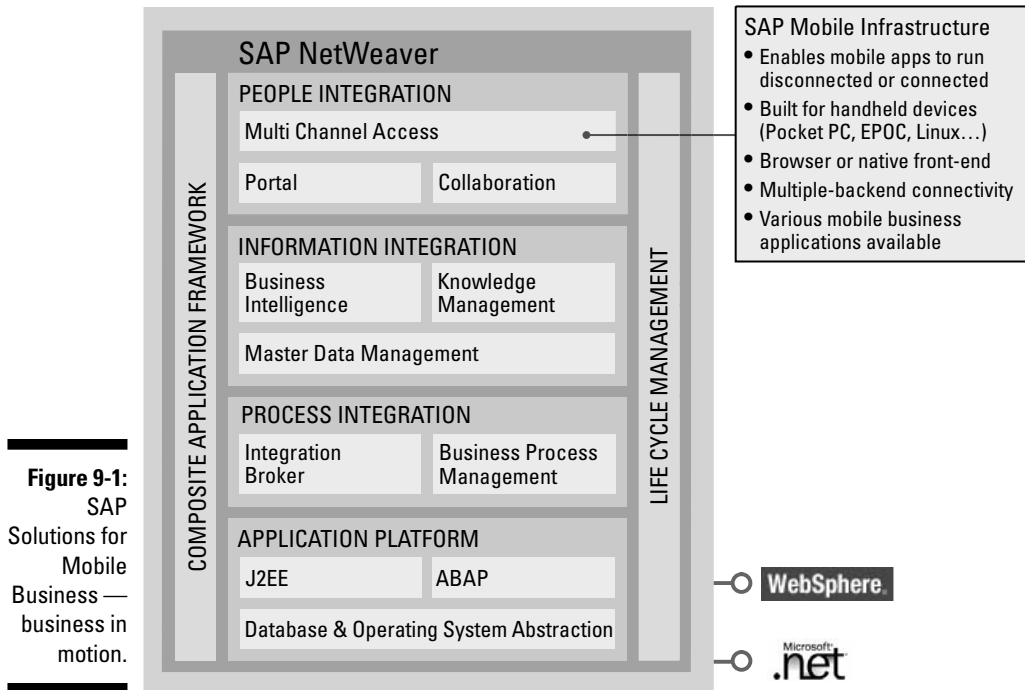 SAP NetWeaver
COMPOSITE APPLICATION FRAMEWORK
PEOPLE INTEGRATION
Multi Channel Access
Portal
Collaboration
INFORMATION INTEGRATION
Business
Intelligence
Knowledge
Management
Master Data Management
PROCESS INTEGRATION
Integration
Broker
Business Process
Management
APPLICATION PLATFORM
J2EE
ABAP
Database & Operating System Abstraction
LIFE CYCLE MANAGEMENT
SAP Mobile Infrastructure
• Enables mobile apps to run
disconnected or connected
• Built for handheld devices
(Pocket PC, EPOC, Linux…)
• Browser or native front-end
• Multiple-backend connectivity
• Various mobile business
applications available
WebSphere.
Microsoft
.net
Figure 9-1:
SAP
Solutions for
Mobile
Business —
business in
motion.